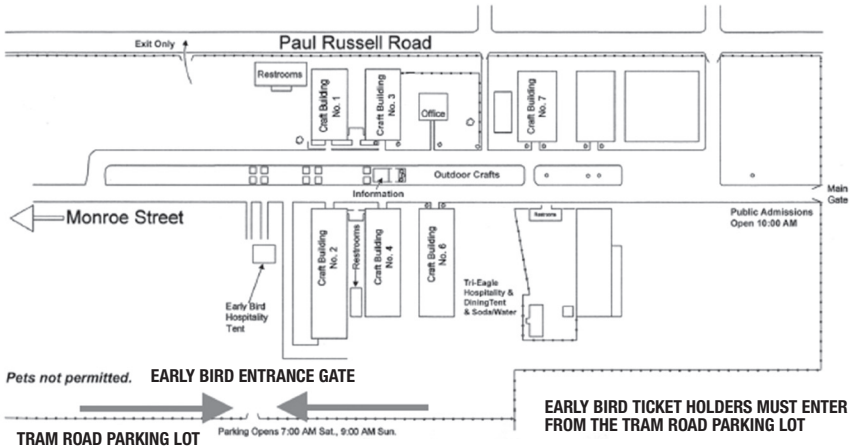 Exit Only
Paul Russell Road
Restrooms
Craft Building
No. 1
Craft Building
No. 3
Office
Craft Building
No. 7
Outdoor Crafts
Information
Main
Gate
Monroe Street
Public Admissions
Open 10:00 AM
Craft Building
No. 2
Restrooms
Craft Building
No. 4
Craft Building
No. 6
Restrooms
Early Bird
Hospitality
Tent
Tri-Eagle
Hospitality &
DiningTent
& Soda/Water
Pets not permitted.
EARLY BIRD ENTRANCE GATE
EARLY BIRD TICKET HOLDERS MUST ENTER
FROM THE TRAM ROAD PARKING LOT
Parking Opens 7:00 AM Sat., 9:00 AM Sun.
TRAM ROAD PARKING LOT